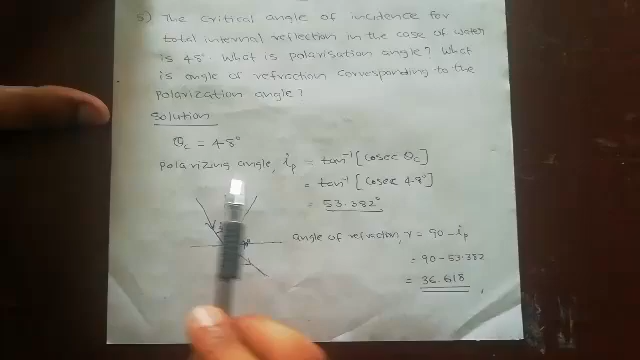 5) The critical angle of incidence for
total internal reflection in the case of water
is 48°. What is polarisation angle? What
is angle of refraction corresponding to the
polarization angle?
Solution
θc = 48°
Polarizing angle, ip = tan⁻¹ [cosec θc]
= tan⁻¹ [cosec 48°]
= 53.382°
angle of refraction, r = 90 - ip
= 90 - 53.382
= 36.618